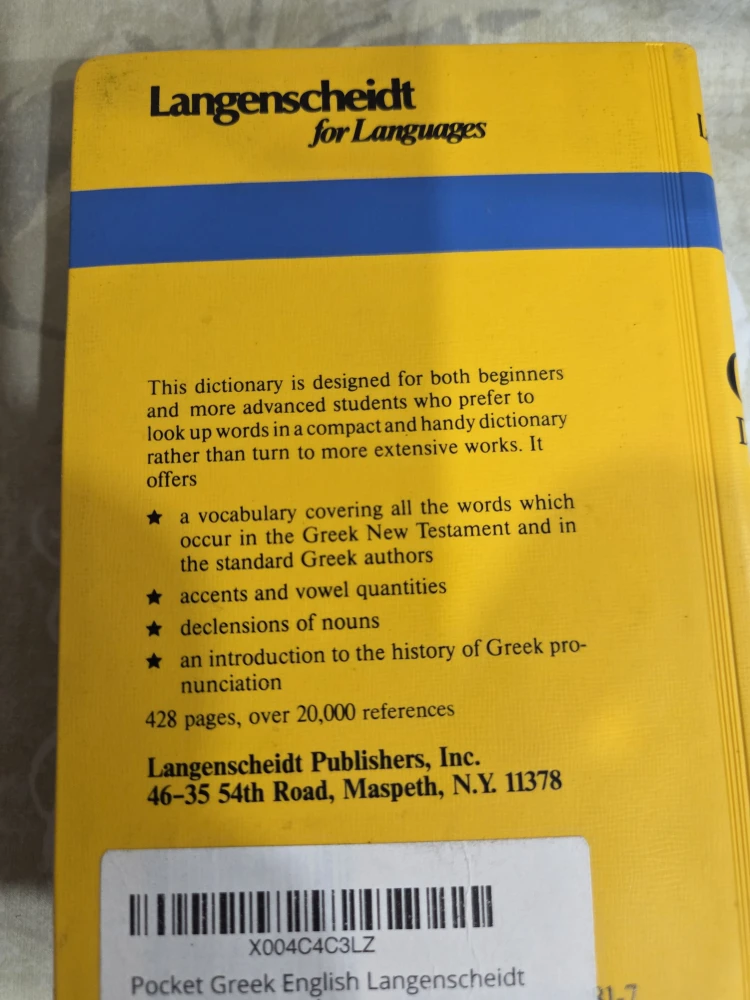 Langenscheidt
for Languages
This dictionary is designed for both beginners
and more advanced students who prefer to
look up words in a compact and handy dictionary
rather than turn to more extensive works. It
offers
★ a vocabulary covering all the words which
occur in the Greek New Testament and in
the standard Greek authors
★ accents and vowel quantities
★ declensions of nouns
★ an introduction to the history of Greek pro-
nunciation
428 pages, over 20,000 references
Langenscheidt Publishers, Inc.
46-35 54th Road, Maspeth, N.Y. 11378
X004C4C3LZ
Pocket Greek English Langenscheidt